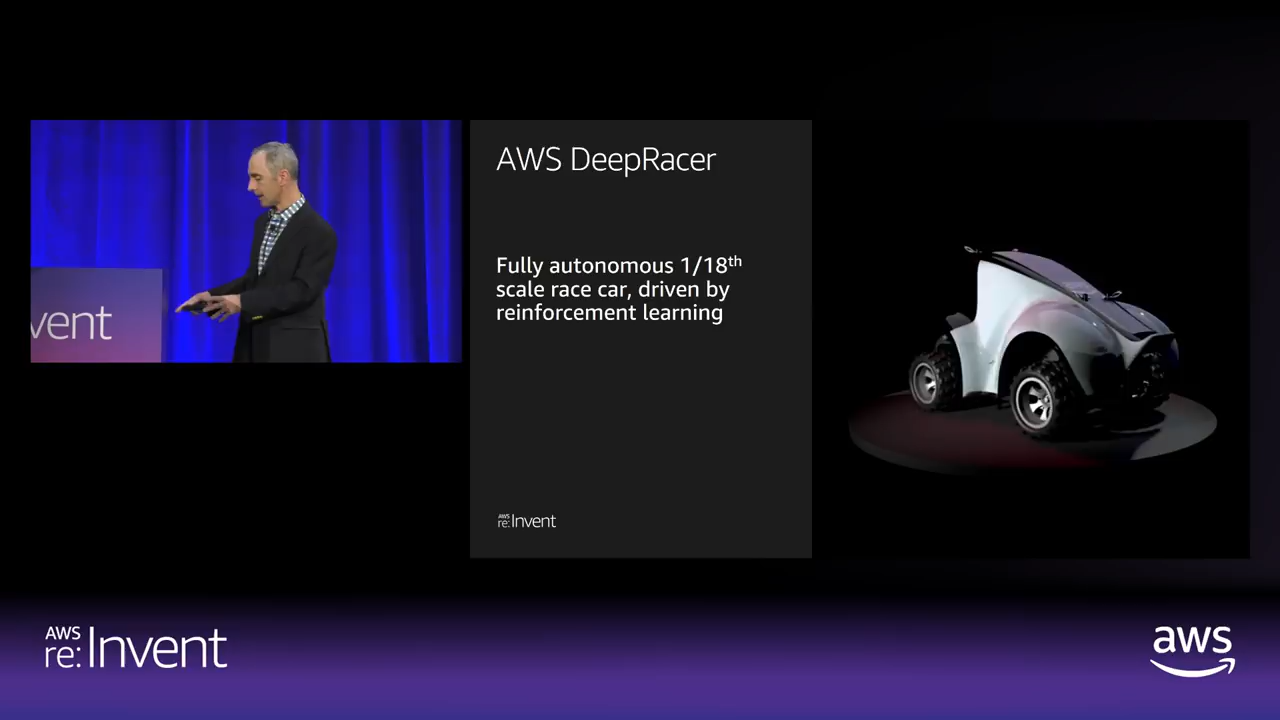 AWS DeepRacer
Fully autonomous 1/18th
scale race car, driven by
reinforcement learning
AWS
re:Invent
vent
AWS
re:Invent
aws